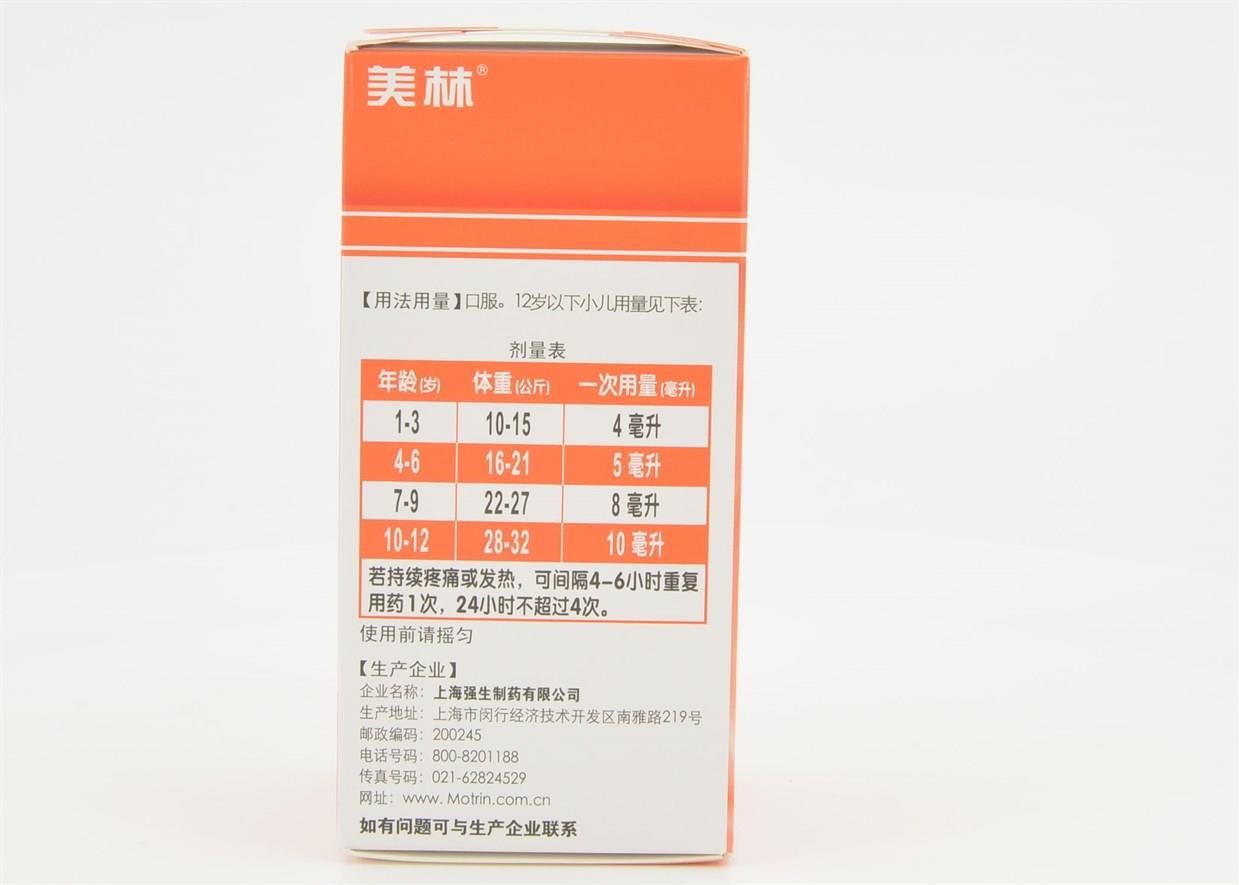 美林®
【用法用量】口服。12岁以下小儿用量见下表:
剂量表
年龄(岁) 体重(公斤) 一次用量(毫升)
1-3 10-15 4 毫升
4-6 16-21 5 毫升
7-9 22-27 8 毫升
10-12 28-32 10 毫升
若持续疼痛或发热，可间隔4-6小时重复
用药1次，24小时不超过4次。
使用前请摇匀
【生产企业】
企业名称：上海强生制药有限公司
生产地址：上海市闵行经济技术开发区南雅路219号
邮政编码：200245
电话号码：800-8201188
传真号码：021-62824529
网址：www. Motrin.com.cn
如有问题可与生产企业联系